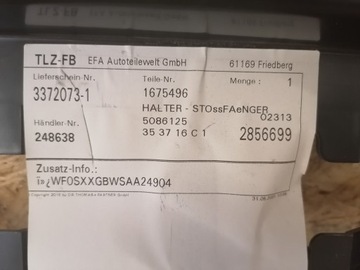 TLZ-FB EFA Autoteilewelt GmbH 61169 Friedberg
Lieferschein-Nr. Teile-Nr. Menge: 1
3372073-1 1675496
HALTER - STOssFAeNGER
Händler-Nr. 5086125 02313
248638 35 37 16 C 1 2856699
Zusatz-Info.:
ï»¿WF0SXXGBWSAA24904